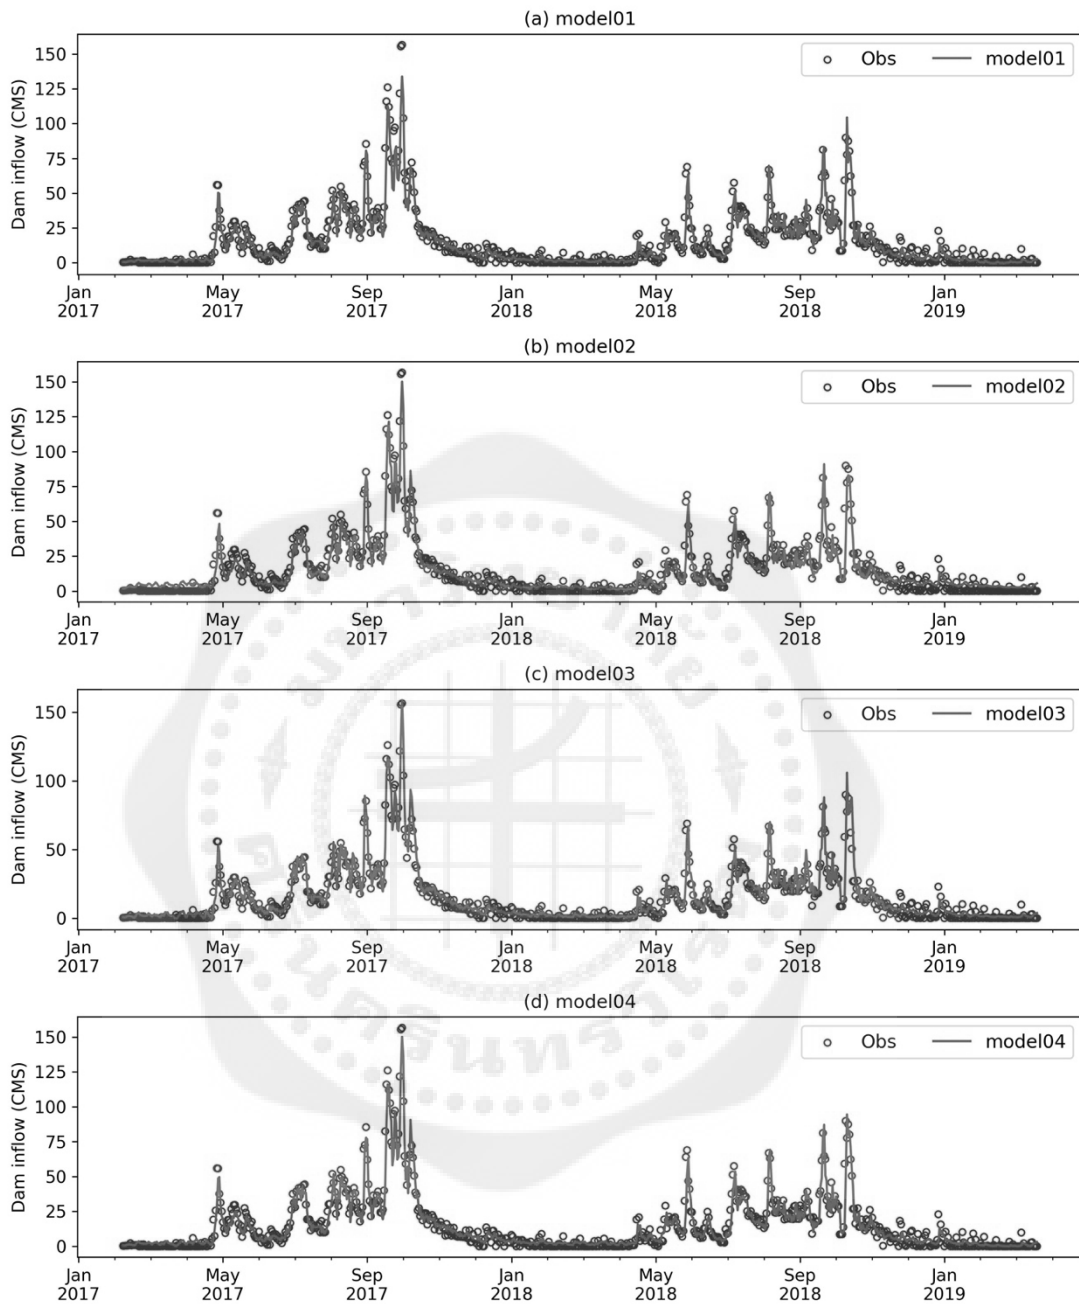 (a) model01
Dam inflow (CMS)
150
125
100
75
50
25
0
Obs model01
Jan May Sep Jan May Sep Jan
2017 2017 2017 2018 2018 2018 2019
(b) model02
Dam inflow (CMS)
150
125
100
75
50
25
0
Obs model02
Jan May Sep Jan May Sep Jan
2017 2017 2017 2018 2018 2018 2019
(c) model03
Dam inflow (CMS)
150
100
50
0
Obs model03
Jan May Sep Jan May Sep Jan
2017 2017 2017 2018 2018 2018 2019
(d) model04
Dam inflow (CMS)
150
125
100
75
50
25
0
Obs model04
Jan May Sep Jan May Sep Jan
2017 2017 2017 2018 2018 2018 2019